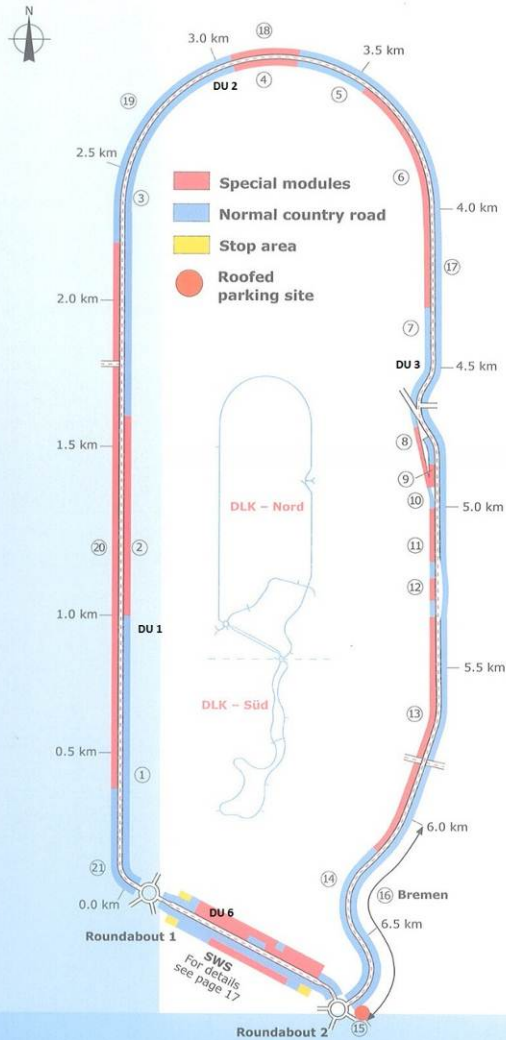 N
18
3.0 km
3.5 km
4
DU 2
19
5
2.5 km
6
3
Special modules
Normal country road
Stop area
Roofed
parking site
4.0 km
17
2.0 km
7
DU 3
4.5 km
8
1.5 km
9
10
5.0 km
DLK – Nord
20
2
11
12
1.0 km
DU 1
5.5 km
DLK – Süd
13
0.5 km
1
6.0 km
21
14
16 Bremen
0.0 km
DU 6
6.5 km
Roundabout 1
SWS
For details
see page 17
15
Roundabout 2